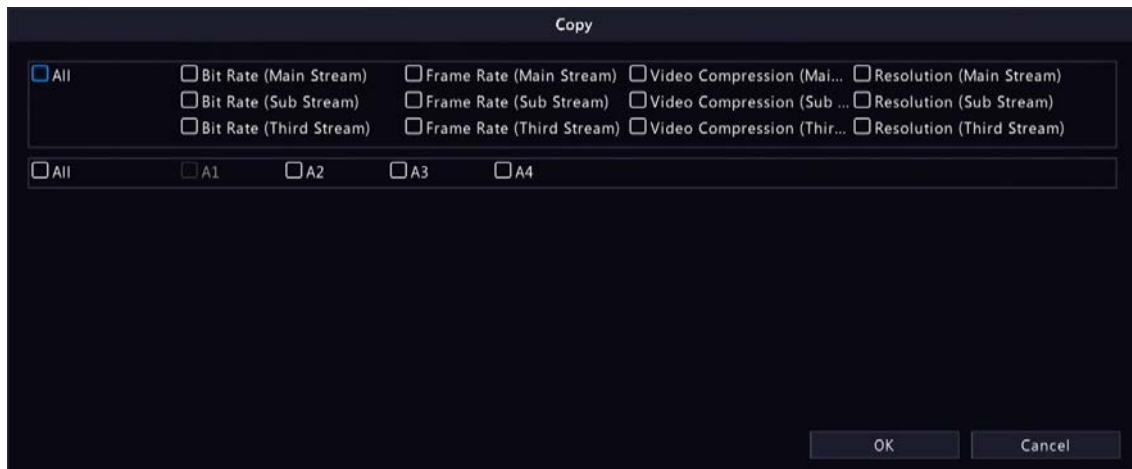 Copy
All Bit Rate (Main Stream) Frame Rate (Main Stream) Video Compression (Mai... Resolution (Main Stream)
Bit Rate (Sub Stream) Frame Rate (Sub Stream) Video Compression (Sub ... Resolution (Sub Stream)
Bit Rate (Third Stream) Frame Rate (Third Stream) Video Compression (Thir... Resolution (Third Stream)
All A1 A2 A3 A4
OK Cancel